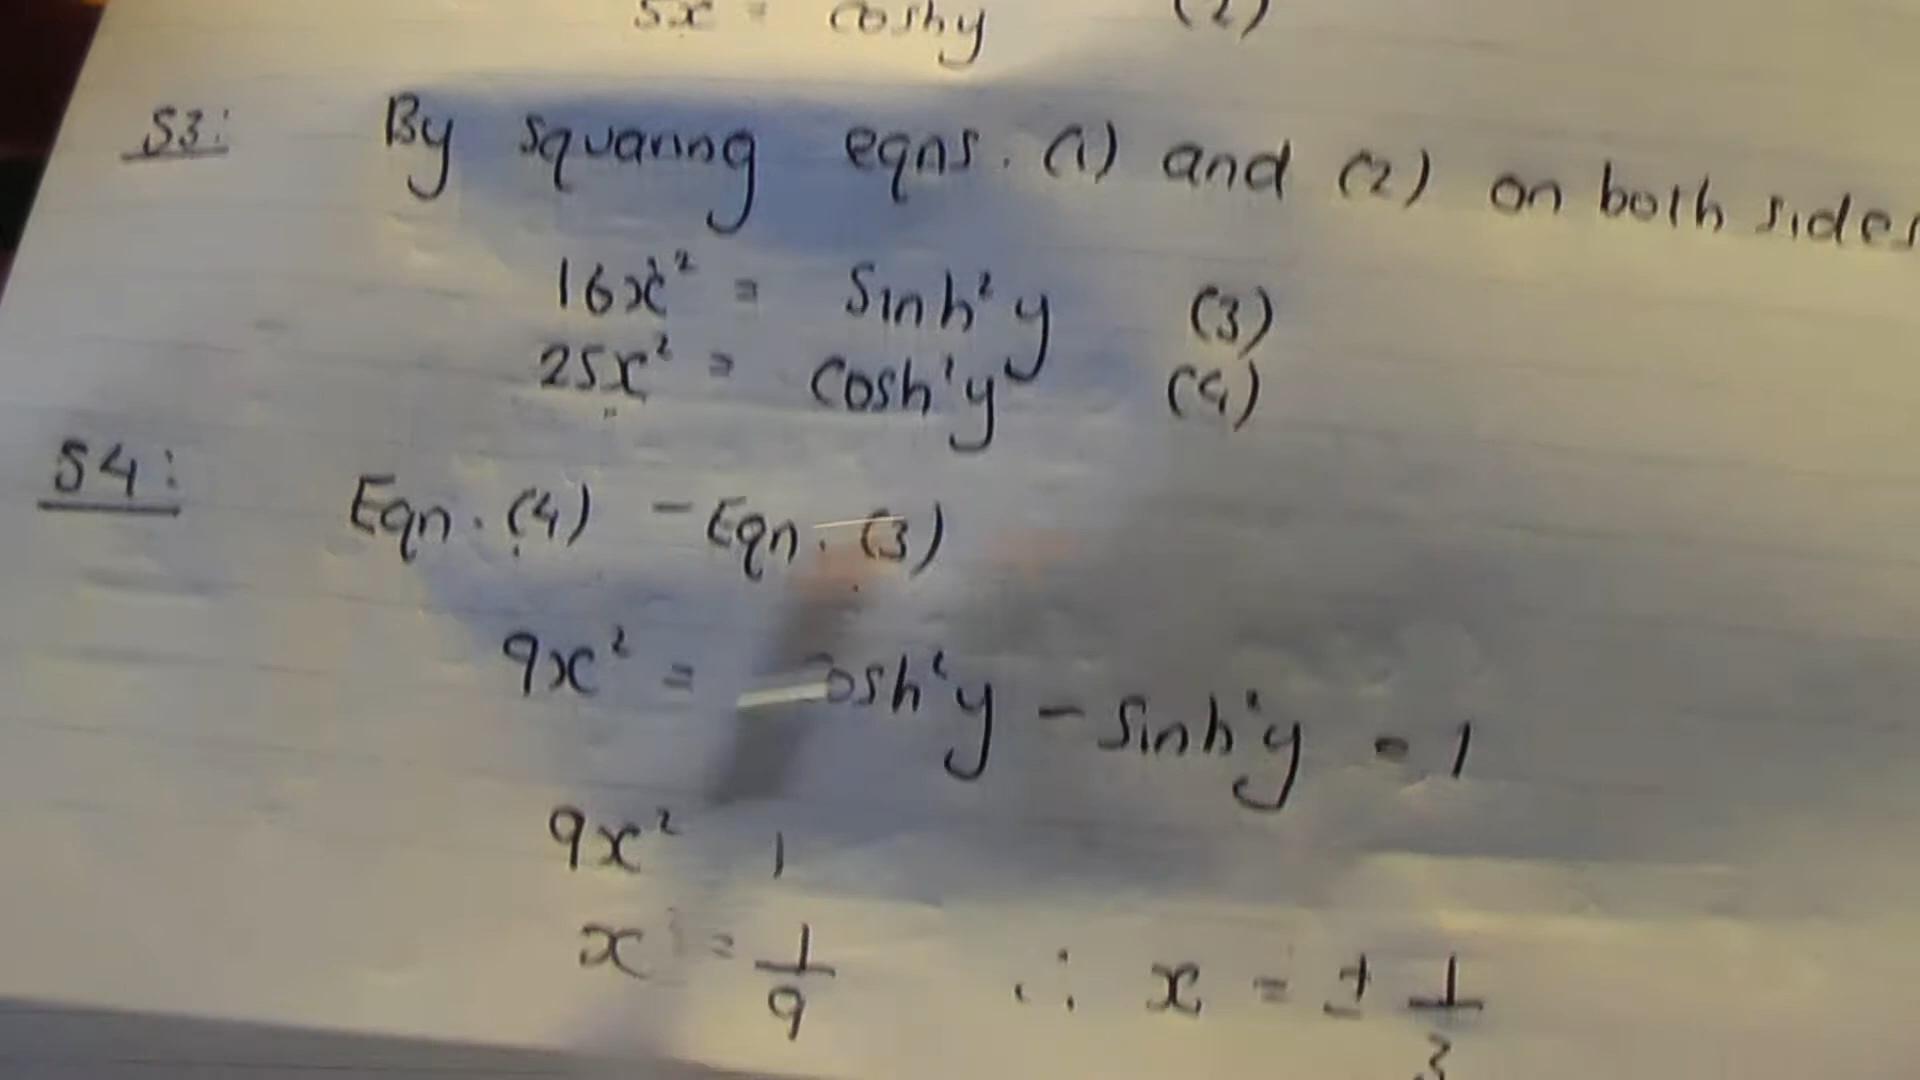 5x = coshy (2)
S3: By squaring eqns. (1) and (2) on both sides
16x² = Sinh²y (3)
25x² = Cosh²y (4)
S4: Eqn. (4) - Eqn. (3)
9x² = cosh²y - sinh²y = 1
9x² 1
x = 1/9 ∴ x = ± 1/3